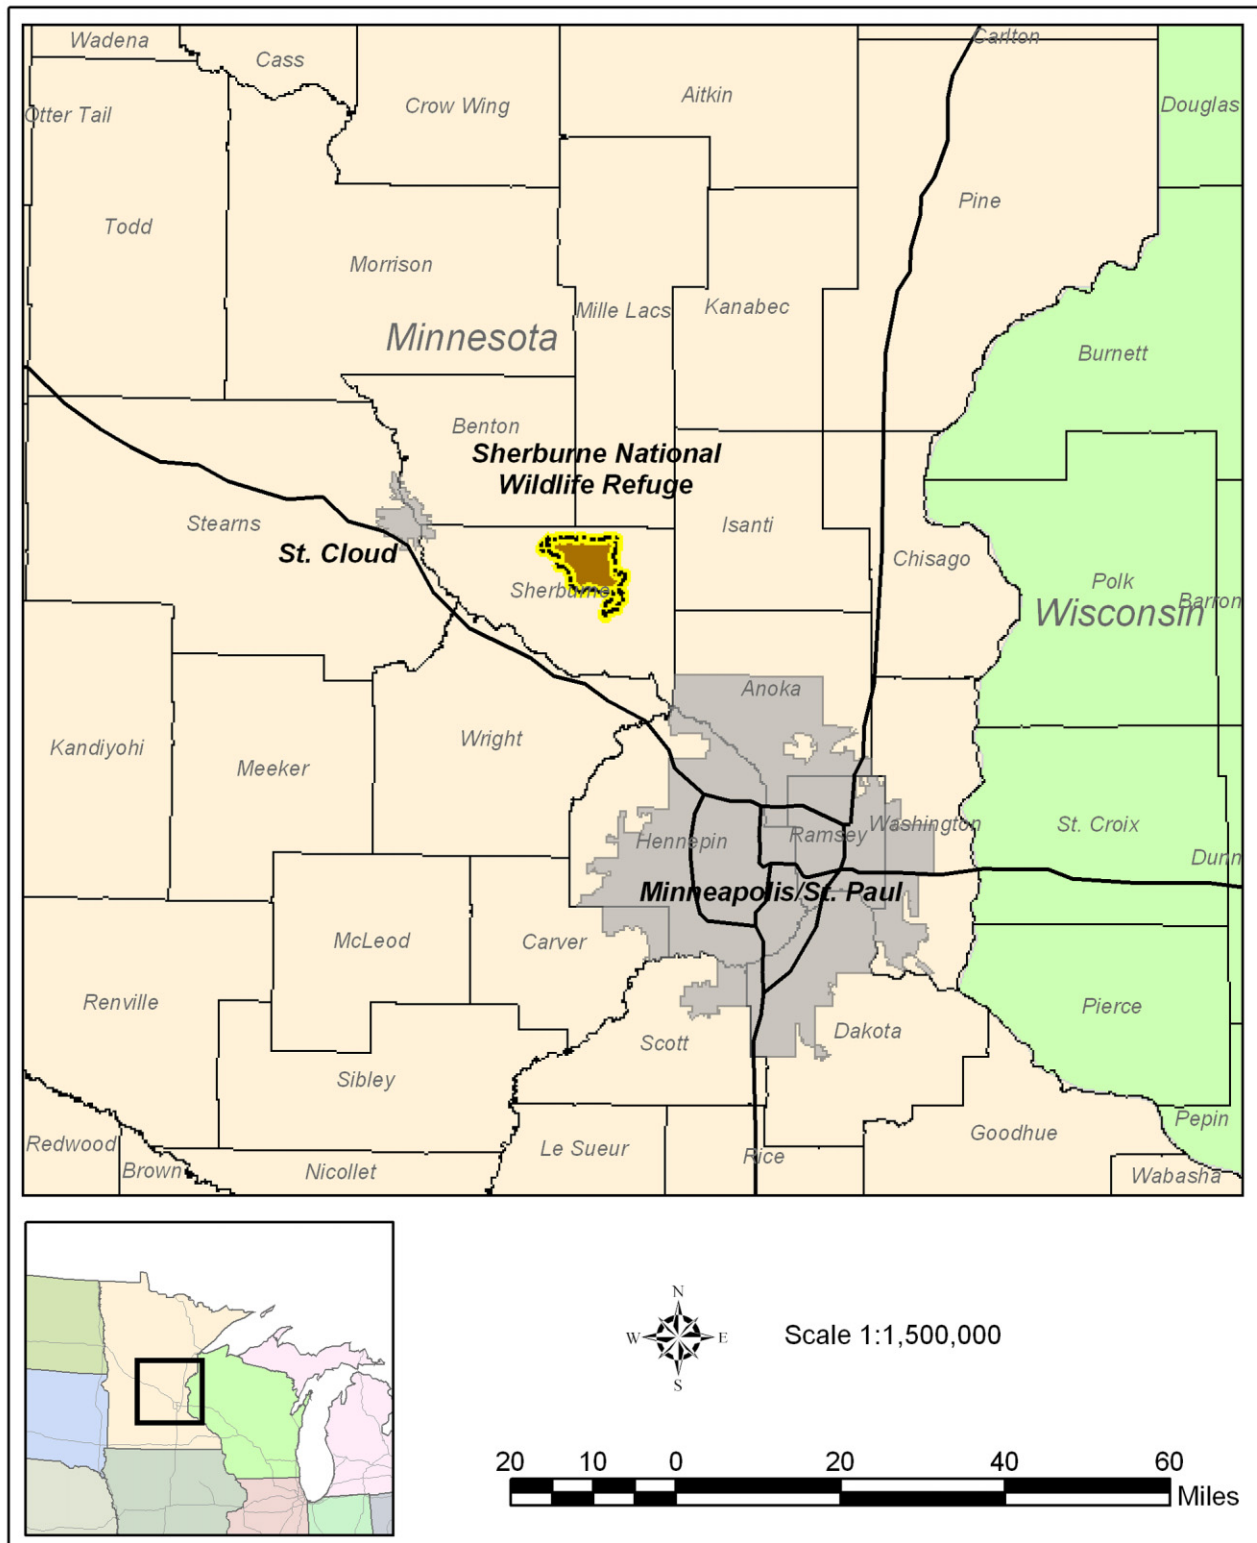 Wadena
Cass
Carlton
Otter Tail
Crow Wing
Aitkin
Douglas
Todd
Morrison
Pine
Mille Lacs
Kanabec
Minnesota
Burnett
Benton
Sherburne National
Wildlife Refuge
Stearns
Isanti
St. Cloud
Chisago
Sherburne
Polk
Barron
Wisconsin
Anoka
Kandiyohi
Wright
Meeker
Hennepin
Ramsey
Washington
St. Croix
Dunn
Minneapolis/St. Paul
McLeod
Carver
Renville
Pierce
Scott
Dakota
Sibley
Redwood
Brown
Nicollet
Le Sueur
Rice
Goodhue
Pepin
Wabasha
N
W E
S
Scale 1:1,500,000
20 10 0 20 40 60
Miles